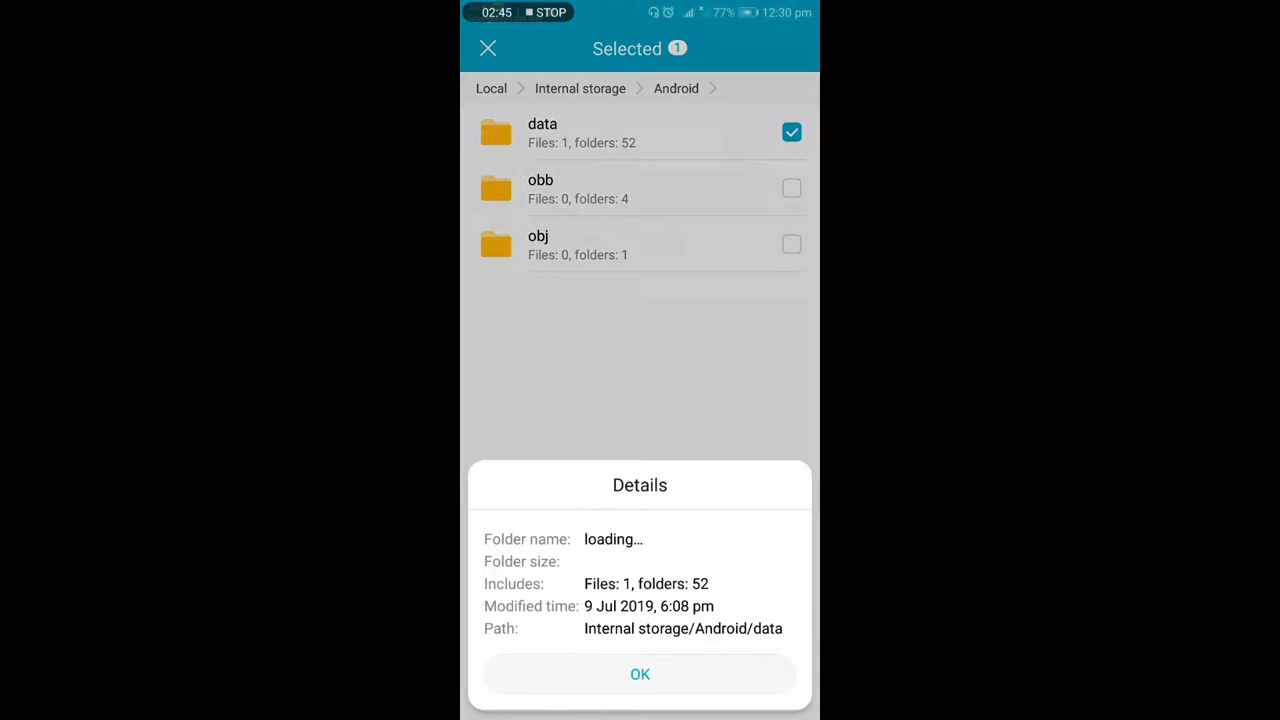 02:45 STOP 77% 12:30 pm
Selected 1
Local Internal storage Android
data
Files: 1, folders: 52
obb
Files: 0, folders: 4
obj
Files: 0, folders: 1
Details
Folder name: loading...
Folder size:
Includes: Files: 1, folders: 52
Modified time: 9 Jul 2019, 6:08 pm
Path: Internal storage/Android/data
OK